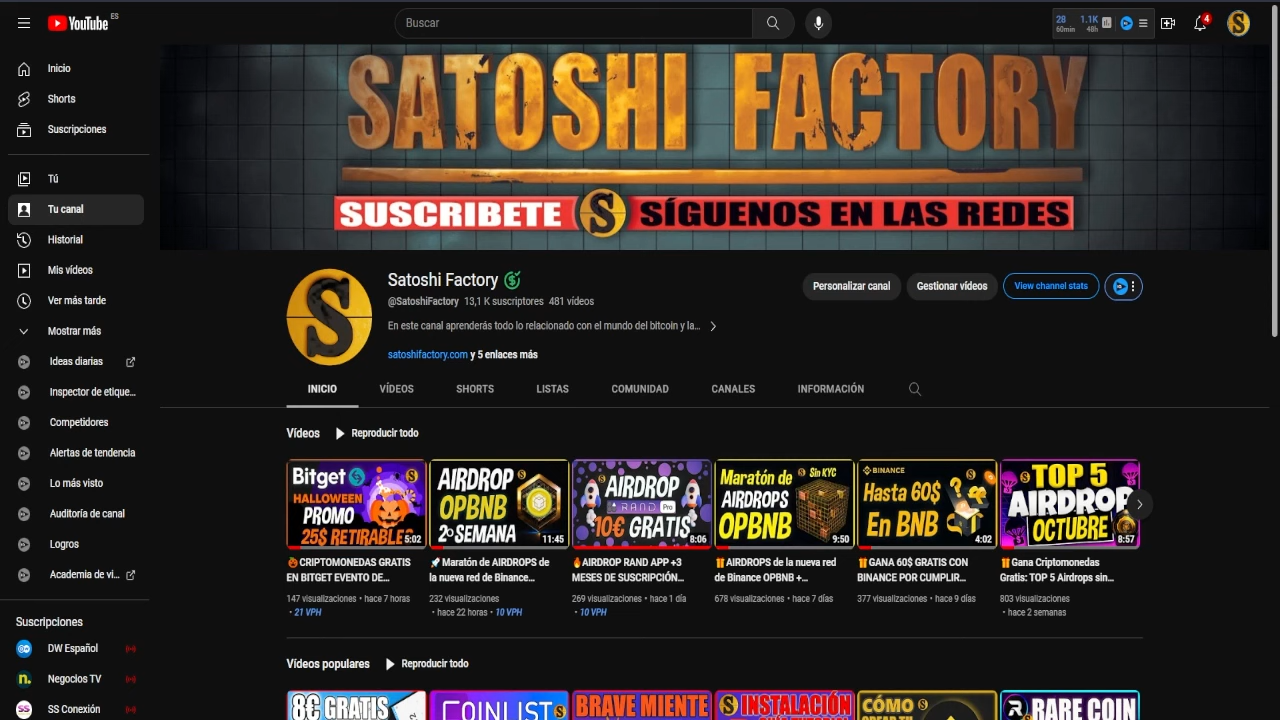 YouTube ES
Buscar
28
60min
1.1K
48h
4
Inicio
Shorts
Suscripciones
Tú
Tu canal
Historial
Mis vídeos
Ver más tarde
Mostrar más
Ideas diarias
Inspector de etique...
Competidores
Alertas de tendencia
Lo más visto
Auditoría de canal
Logros
Academia de vi...
Suscripciones
DW Español
Negocios TV
SS Conexión
SATOSHI FACTORY
SUSCRIBETE S SÍGUENOS EN LAS REDES
Satoshi Factory
@SatoshiFactory 13,1 K suscriptores 481 vídeos
En este canal aprenderás todo lo relacionado con el mundo del bitcoin y la...
satoshifactory.com y 5 enlaces más
Personalizar canal
Gestionar vídeos
View channel stats
INICIO
VÍDEOS
SHORTS
LISTAS
COMUNIDAD
CANALES
INFORMACIÓN
Vídeos
Reproducir todo
Bitget
HALLOWEEN
PROMO
25$ RETIRABLE
5:02
🎃CRIPTOMONEDAS GRATIS
EN BITGET EVENTO DE...
147 visualizaciones • hace 7 horas
• 21 VPH
AIRDROP
OPBNB
2ª SEMANA
11:45
🚀 Maratón de AIRDROPS de
la nueva red de Binance...
232 visualizaciones
• hace 22 horas • 10 VPH
AIRDROP
RAND Pro
10€ GRATIS
8:06
🔥AIRDROP RAND APP +3
MESES DE SUSCRIPCIÓN...
269 visualizaciones • hace 1 día
• 10 VPH
Maratón de Sin KYC
AIRDROPS
OPBNB
9:50
🎁AIRDROPS de la nueva red
de Binance OPBNB +...
678 visualizaciones • hace 7 días
BINANCE
Hasta 60$
En BNB
4:02
🎁GANA 60$ GRATIS CON
BINANCE POR CUMPLIR...
377 visualizaciones • hace 9 días
TOP 5
AIRDROP
OCTUBRE
8:57
🎁Gana Criptomonedas
Gratis: TOP 5 Airdrops sin...
803 visualizaciones
• hace 2 semanas
Vídeos populares
Reproducir todo
8€ GRATIS
COINLIST
BRAVE MIENTE
INSTALACIÓN
CÓMO
RARE COIN